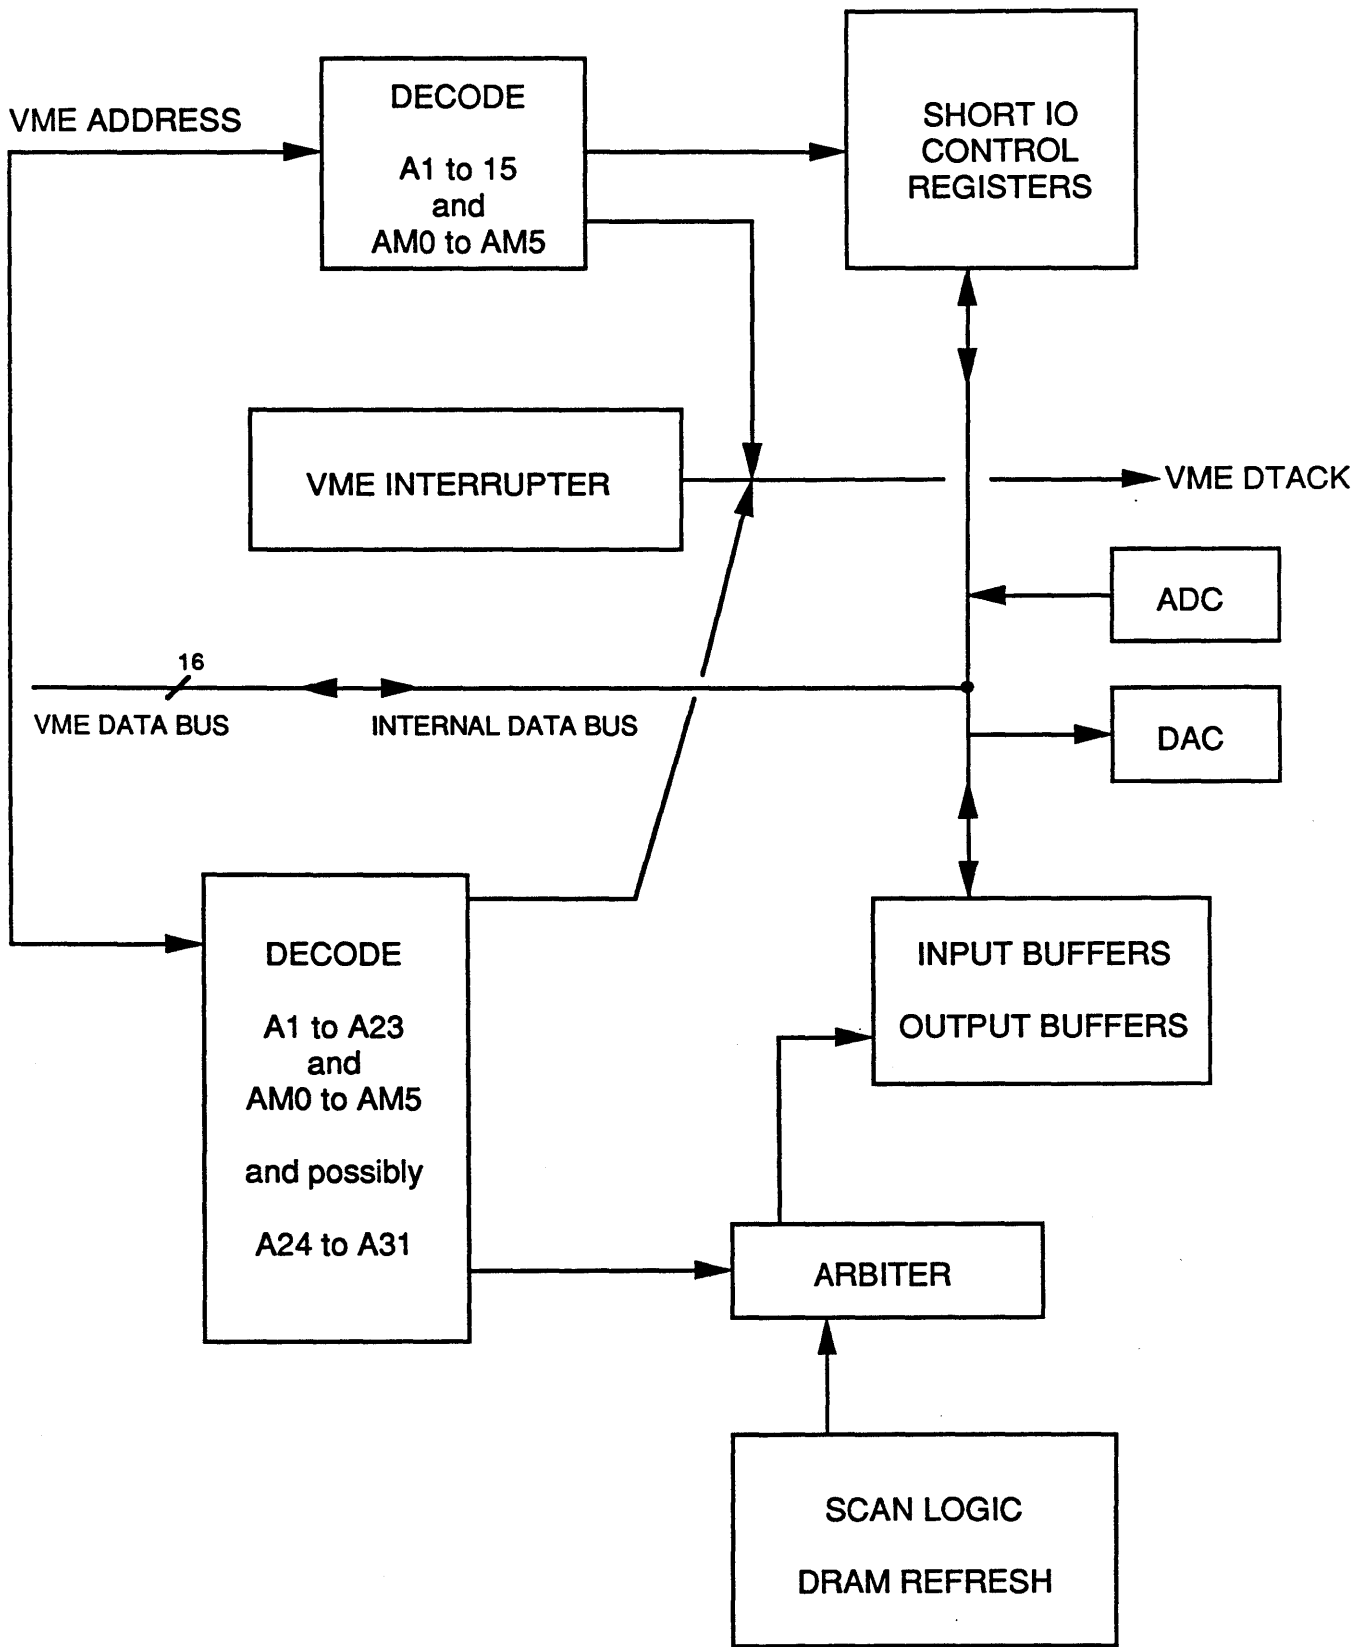 VME ADDRESS
DECODE
A1 to 15
and
AM0 to AM5
SHORT IO
CONTROL
REGISTERS
VME INTERRUPTER
VME DTACK
ADC
16
VME DATA BUS
INTERNAL DATA BUS
DAC
DECODE
A1 to A23
and
AM0 to AM5
and possibly
A24 to A31
INPUT BUFFERS
OUTPUT BUFFERS
ARBITER
SCAN LOGIC
DRAM REFRESH